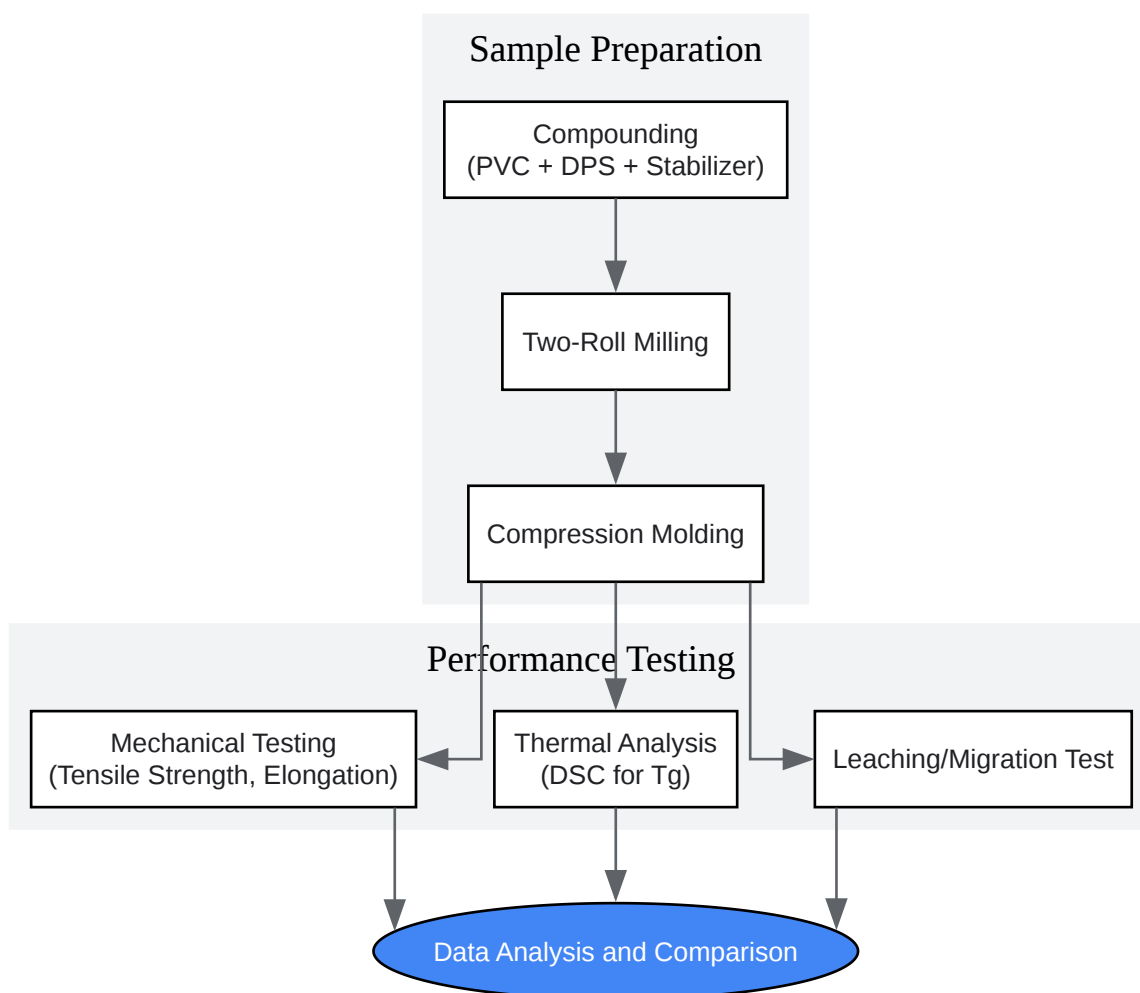 Sample Preparation
Compounding
(PVC + DPS + Stabilizer)
Two-Roll Milling
Compression Molding
Performance Testing
Mechanical Testing
(Tensile Strength, Elongation)
Thermal Analysis
(DSC for Tg)
Leaching/Migration Test
Data Analysis and Comparison